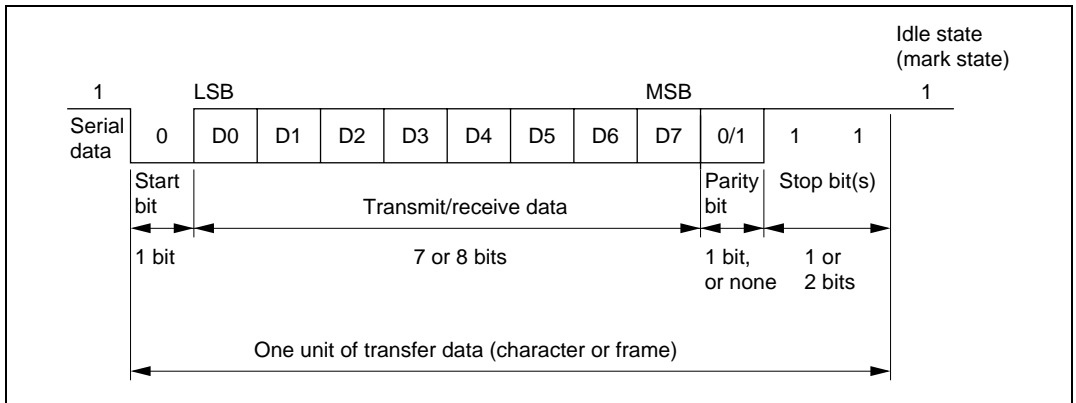 Idle state
(mark state)
1 LSB MSB 1
Serial
data
0 D0 D1 D2 D3 D4 D5 D6 D7 0/1 1 1
Start
bit
Transmit/receive data
Parity
bit
Stop bit(s)
1 bit
7 or 8 bits
1 bit,
or none
1 or
2 bits
One unit of transfer data (character or frame)